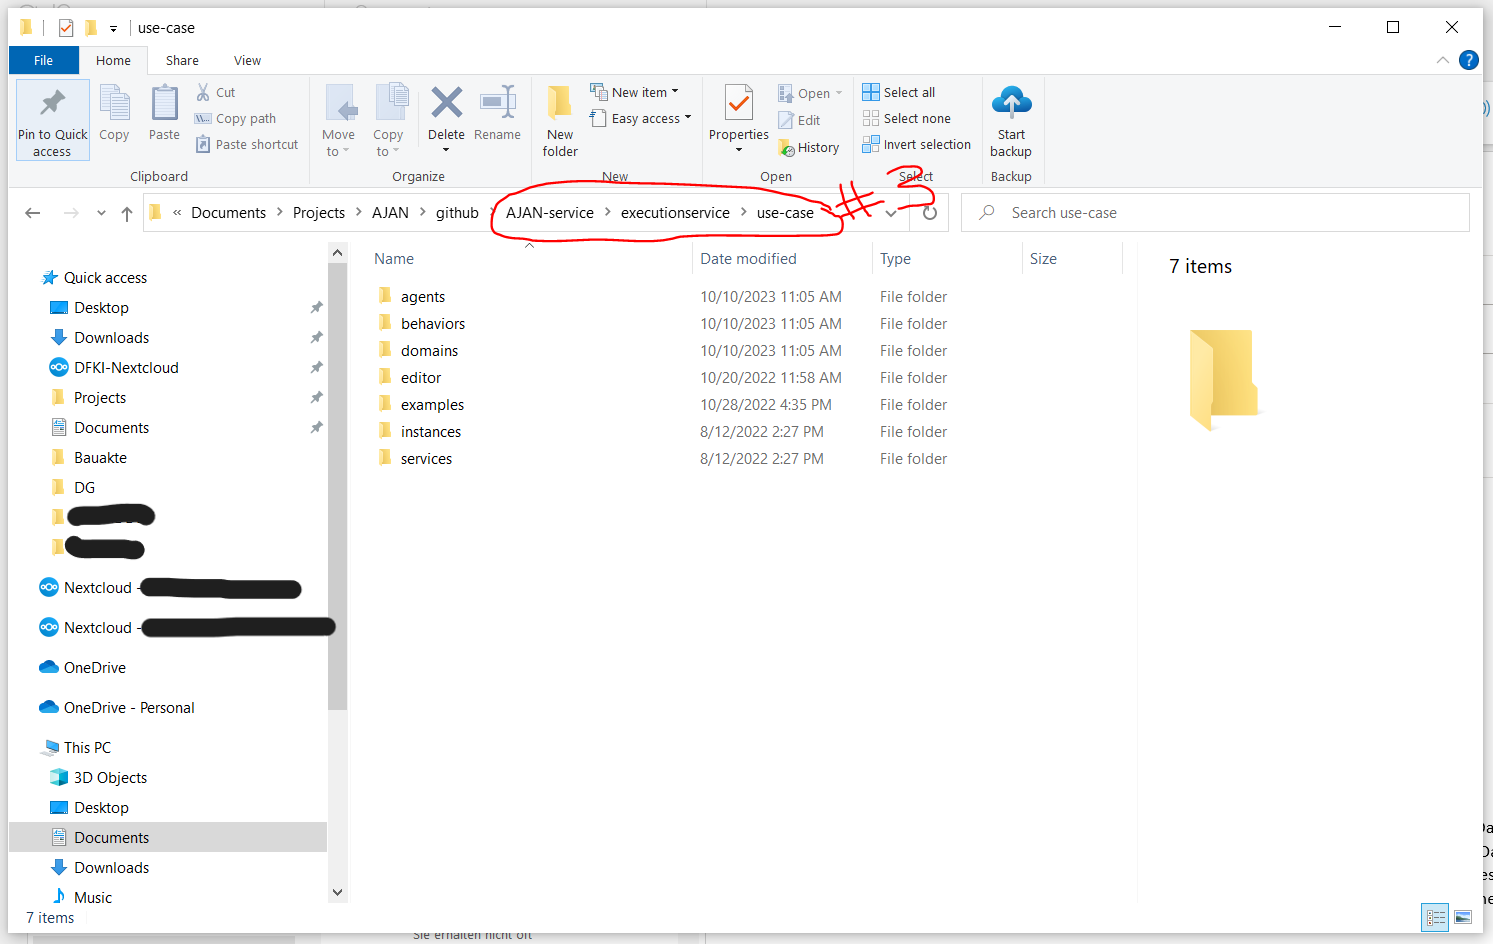 use-case
File Home Share View
Pin to Quick access
Copy
Paste
Cut
Copy path
Paste shortcut
Clipboard
Move to
Copy to
Delete
Rename
Organize
New folder
New item
Easy access
New
Properties
Open
Edit
History
Open
Select all
Select none
Invert selection
Select
Start backup
Backup
#3
« Documents > Projects > AJAN > github > AJAN-service > executionservice > use-case
Search use-case
Quick access
Desktop
Downloads
DFKI-Nextcloud
Projects
Documents
Bauakte
DG
Nextcloud -
Nextcloud -
OneDrive
OneDrive - Personal
This PC
3D Objects
Desktop
Documents
Downloads
Music
Name Date modified Type Size
agents 10/10/2023 11:05 AM File folder
behaviors 10/10/2023 11:05 AM File folder
domains 10/10/2023 11:05 AM File folder
editor 10/20/2022 11:58 AM File folder
examples 10/28/2022 4:35 PM File folder
instances 8/12/2022 2:27 PM File folder
services 8/12/2022 2:27 PM File folder
7 items
7 items
Sie erhalten nicht oft